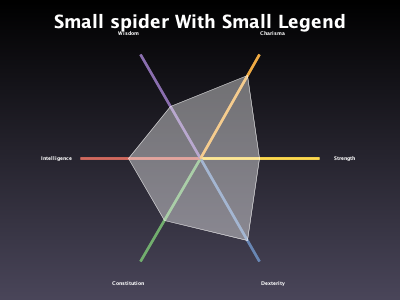 Small spider With Small Legend
Wisdom
Charisma
Intelligence
Strength
Constitution
Dexterity